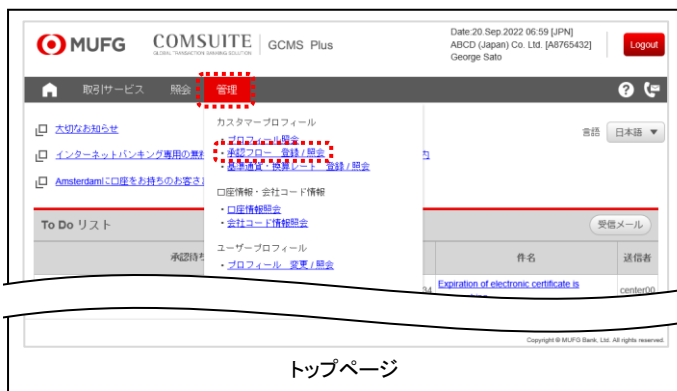 MUFG COMSUITE GCMS Plus
GLOBAL TRANSACTION BANKING SOLUTION
Date:20.Sep.2022 06:59 [JPN]
ABCD (Japan) Co. Ltd. [A8765432]
George Sato
Logout
取引サービス 照会 管理
大切なお知らせ
インターネットバンキング専用の無料
Amsterdamに口座をお持ちのお客さま
言語 日本語 ▼
カスタマープロフィール
・プロフィール照会
・承認フロー 登録 / 照会
・基準通貨・換算レート 登録 / 照会
口座情報・会社コード情報
・口座情報照会
・会社コード情報照会
ユーザープロフィール
・プロフィール 変更 / 照会
To Do リスト
受信メール
承認待ち
件名 送信者
34 Expiration of electronic certificate is
center00
Copyright © MUFG Bank, Ltd. All rights reserved.
トップページ